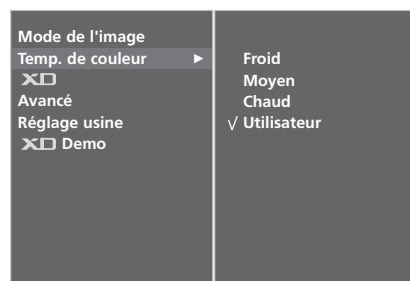 Mode de l'image
Temp. de couleur ►
XD
Avancé
Réglage usine
XD Demo
Froid
Moyen
Chaud
√ Utilisateur